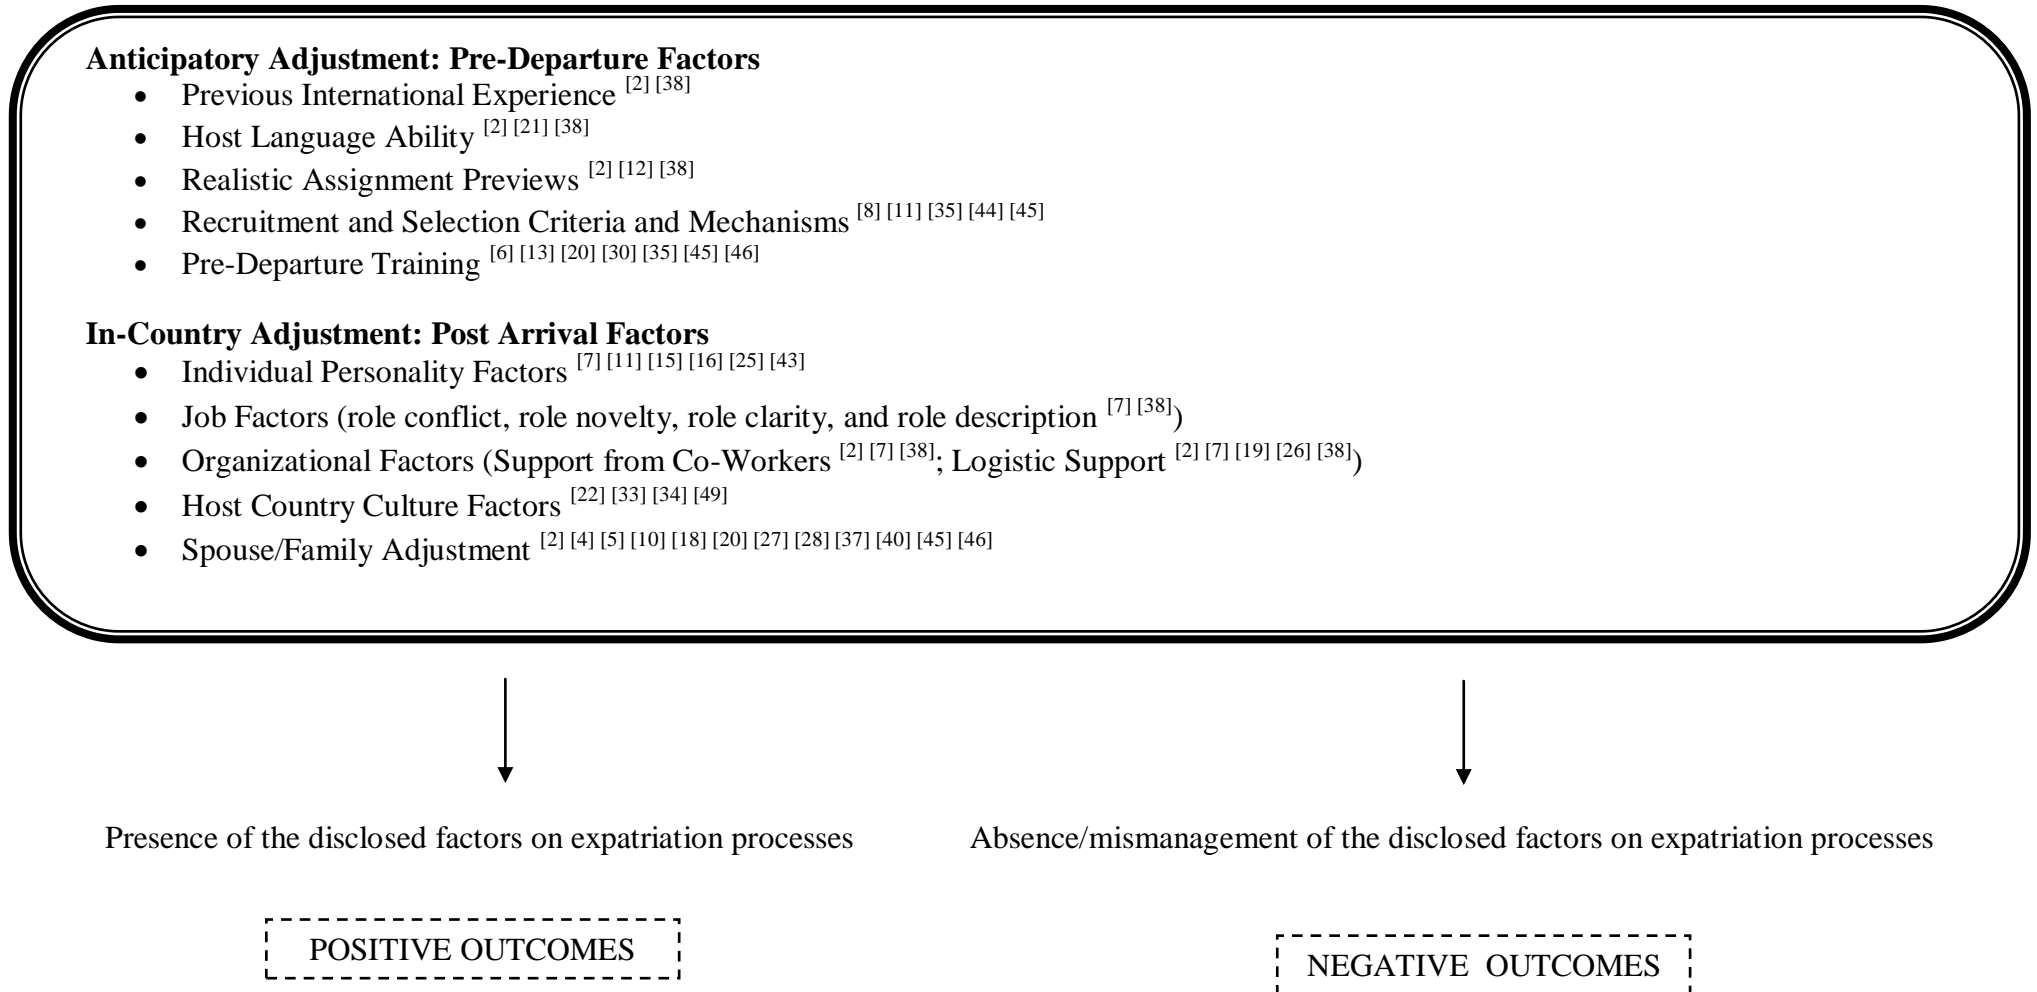 Anticipatory Adjustment: Pre-Departure Factors
• Previous International Experience [2] [38]
• Host Language Ability [2] [21] [38]
• Realistic Assignment Previews [2] [12] [38]
• Recruitment and Selection Criteria and Mechanisms [8] [11] [35] [44] [45]
• Pre-Departure Training [6] [13] [20] [30] [35] [45] [46]
In-Country Adjustment: Post Arrival Factors
• Individual Personality Factors [7] [11] [15] [16] [25] [43]
• Job Factors (role conflict, role novelty, role clarity, and role description [7] [38])
• Organizational Factors (Support from Co-Workers [2] [7] [38]; Logistic Support [2] [7] [19] [26] [38])
• Host Country Culture Factors [22] [33] [34] [49]
• Spouse/Family Adjustment [2] [4] [5] [10] [18] [20] [27] [28] [37] [40] [45] [46]
Presence of the disclosed factors on expatriation processes
Absence/mismanagement of the disclosed factors on expatriation processes
POSITIVE OUTCOMES
NEGATIVE OUTCOMES